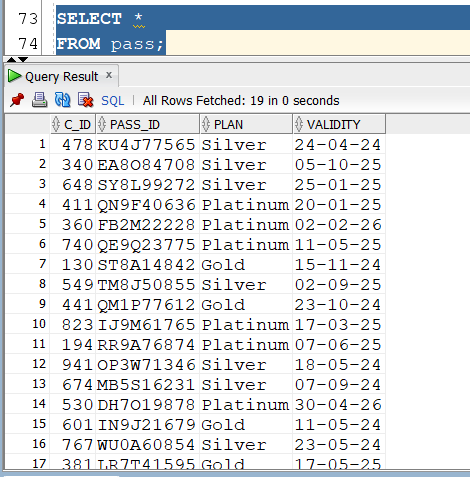 73 SELECT *
74 FROM pass;
Query Result x
SQL | All Rows Fetched: 19 in 0 seconds
C_ID PASS_ID PLAN VALIDITY
1 478 KU4J77565 Silver 24-04-24
2 340 EA8O84708 Silver 05-10-25
3 648 SY8L99272 Silver 25-01-25
4 411 QN9F40636 Platinum 20-01-25
5 360 FB2M22228 Platinum 02-02-26
6 740 QE9Q23775 Platinum 11-05-25
7 130 ST8A14842 Gold 15-11-24
8 549 TM8J50855 Silver 02-09-25
9 441 QM1P77612 Gold 23-10-24
10 823 IJ9M61765 Platinum 17-03-25
11 194 RR9A76874 Platinum 07-06-25
12 941 OP3W71346 Silver 18-05-24
13 674 MB5S16231 Silver 07-09-24
14 530 DH7O19878 Platinum 30-04-26
15 601 IN9J21679 Gold 11-05-24
16 767 WU0A60854 Silver 23-05-24
17 381 LR7T41595 Gold 17-05-25